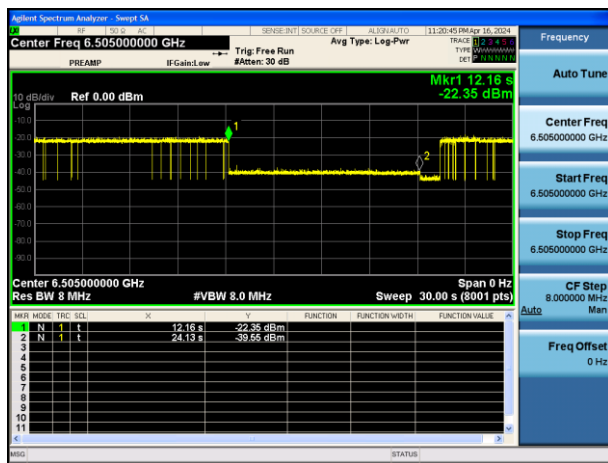 Agilent Spectrum Analyzer - Swept SA
RF 50 Ω AC SENSE:INT SOURCE OFF ALIGNAUTO 11:20:45 PM Apr 16, 2024
Center Freq 6.505000000 GHz
PREAMP IFGain:Low
Trig: Free Run
#Atten: 30 dB
Avg Type: Log-Pwr
TRACE 1 2 3 4 5 6
TYPE
DET P N N N N N
Mkr1 12.16 s
-22.35 dBm
10 dB/div Ref 0.00 dBm
Log
-10.0
-20.0
-30.0
-40.0
-50.0
-60.0
-70.0
-80.0
-90.0
1
2
Center 6.505000000 GHz Span 0 Hz
Res BW 8 MHz #VBW 8.0 MHz Sweep 30.00 s (8001 pts)
MKR MODE TRC SCL X Y FUNCTION FUNCTION WIDTH FUNCTION VALUE
1 N 1 t 12.16 s -22.35 dBm
2 N 1 t 24.13 s -39.55 dBm
3
4
5
6
7
8
9
10
11
MSG STATUS
Frequency
Auto Tune
Center Freq
6.505000000 GHz
Start Freq
6.505000000 GHz
Stop Freq
6.505000000 GHz
CF Step
8.000000 MHz
Auto Man
Freq Offset
0 Hz